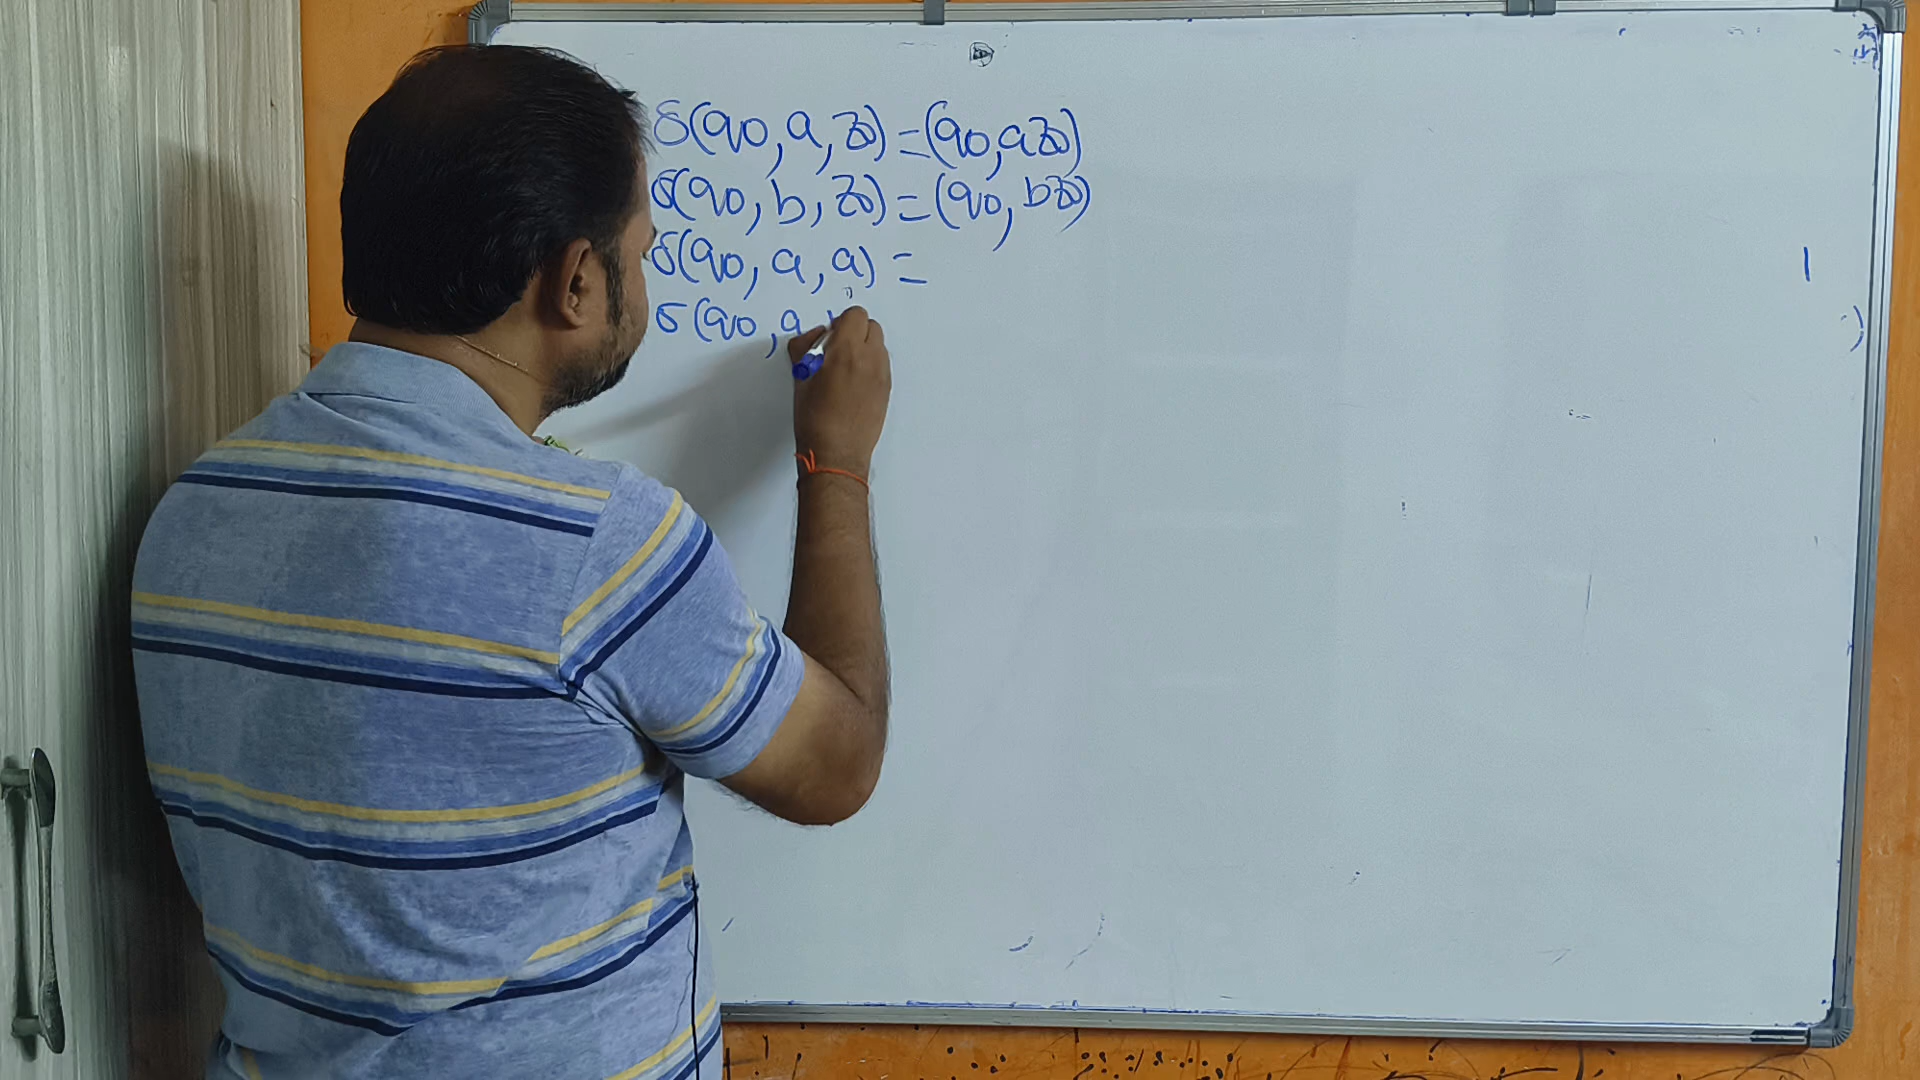 δ(q0, a, z0) = (q0, az0)
δ(q0, b, z0) = (q0, bz0)
δ(q0, a, a) =
δ(q0, a,